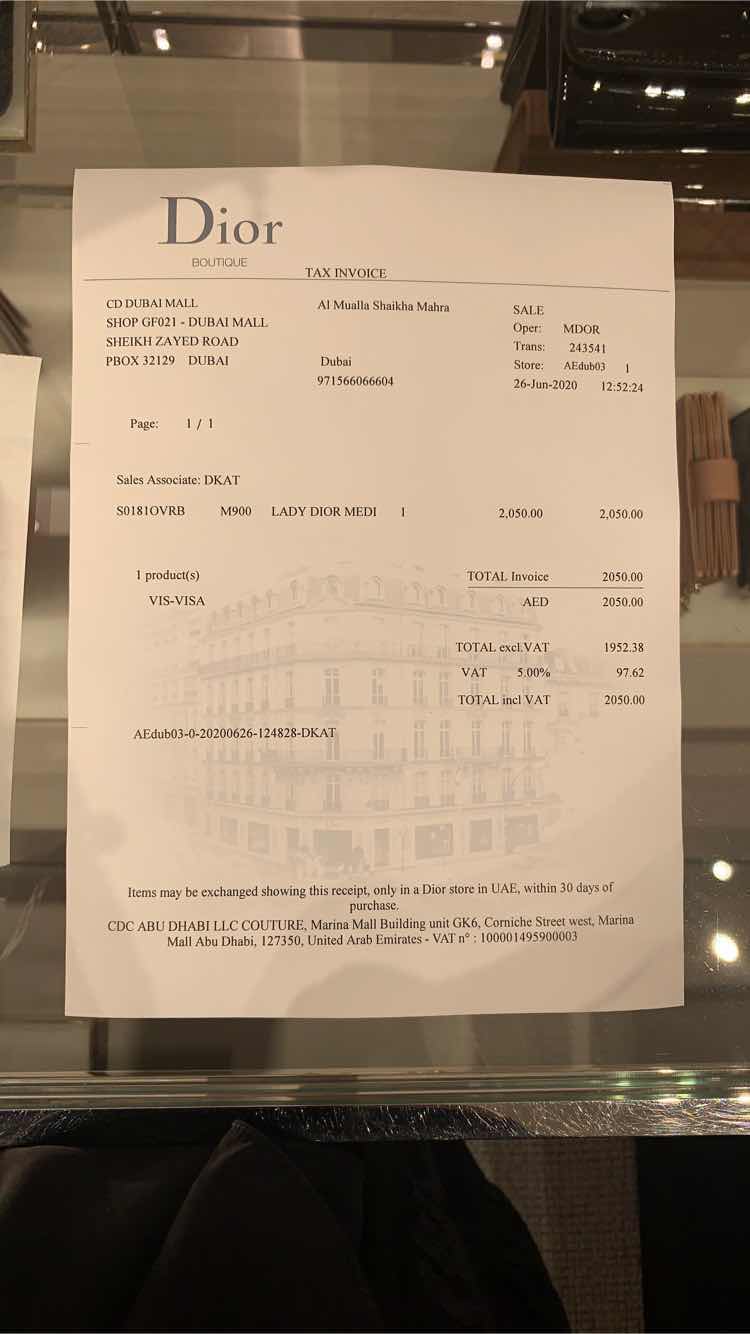 Dior
BOUTIQUE
TAX INVOICE
CD DUBAI MALL
SHOP GF021 - DUBAI MALL
SHEIKH ZAYED ROAD
PBOX 32129 DUBAI
Al Mualla Shaikha Mahra
Dubai
971566066604
SALE
Oper: MDOR
Trans: 243541
Store: AEdub03 1
26-Jun-2020 12:52:24
Page: 1 / 1
Sales Associate: DKAT
S0181OVRB M900 LADY DIOR MEDI 1 2,050.00 2,050.00
1 product(s) TOTAL Invoice 2050.00
VIS-VISA AED 2050.00
TOTAL excl.VAT 1952.38
VAT 5.00% 97.62
TOTAL incl VAT 2050.00
AEdub03-0-20200626-124828-DKAT
Items may be exchanged showing this receipt, only in a Dior store in UAE, within 30 days of
purchase.
CDC ABU DHABI LLC COUTURE, Marina Mall Building unit GK6, Corniche Street west, Marina
Mall Abu Dhabi, 127350, United Arab Emirates - VAT n° : 100001495900003